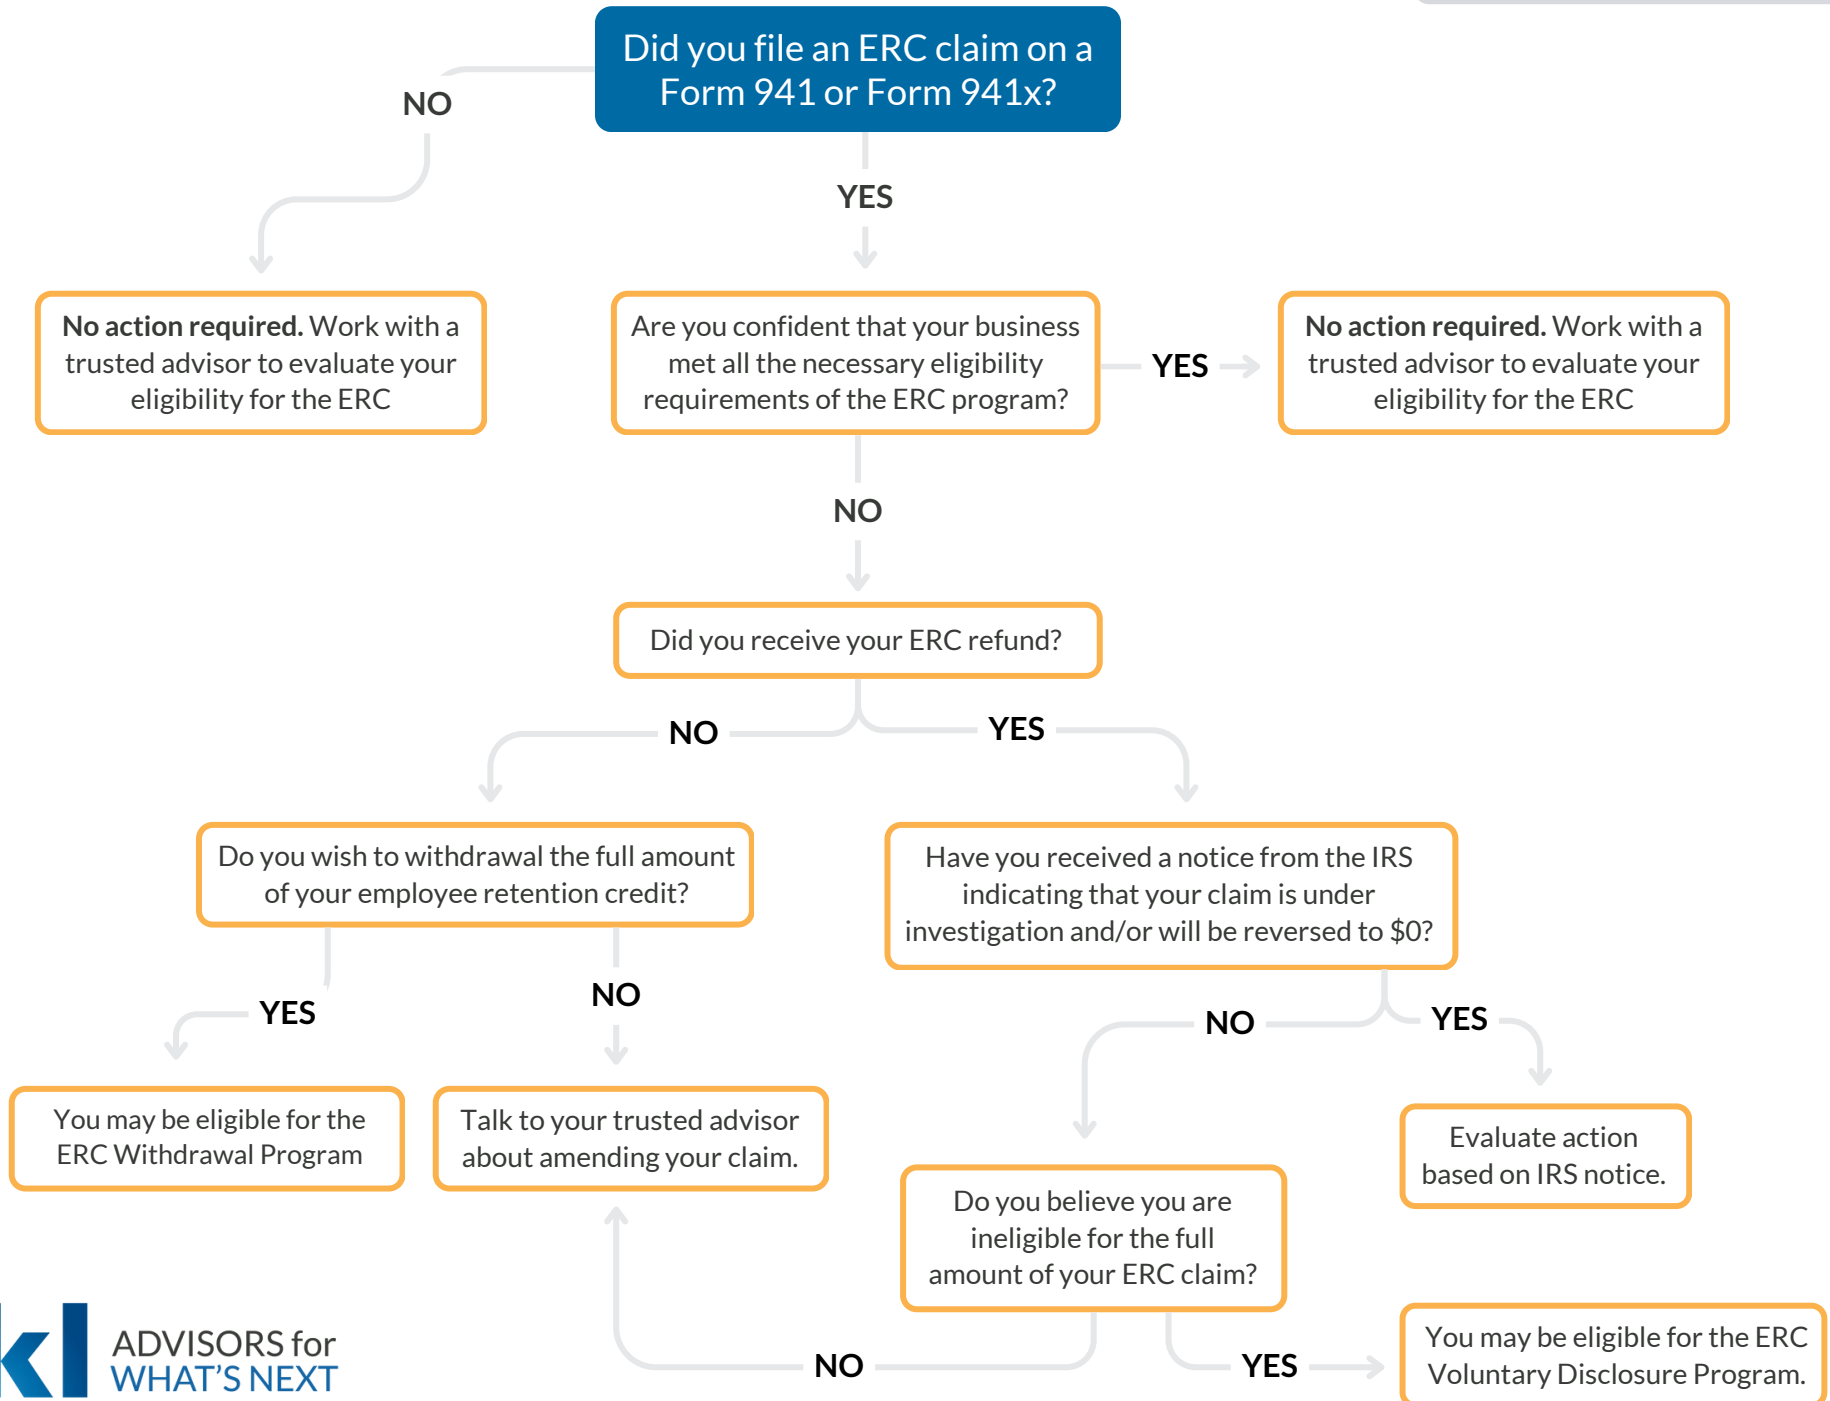 Did you file an ERC claim on a
Form 941 or Form 941x?
NO
YES
No action required. Work with a
trusted advisor to evaluate your
eligibility for the ERC
Are you confident that your business
met all the necessary eligibility
requirements of the ERC program?
YES
No action required. Work with a
trusted advisor to evaluate your
eligibility for the ERC
NO
Did you receive your ERC refund?
NO
YES
Do you wish to withdrawal the full amount
of your employee retention credit?
Have you received a notice from the IRS
indicating that your claim is under
investigation and/or will be reversed to $0?
YES
NO
NO
YES
You may be eligible for the
ERC Withdrawal Program
Talk to your trusted advisor
about amending your claim.
Evaluate action
based on IRS notice.
Do you believe you are
ineligible for the full
amount of your ERC claim?
NO
YES
You may be eligible for the ERC
Voluntary Disclosure Program.
kl
ADVISORS for
WHAT'S NEXT